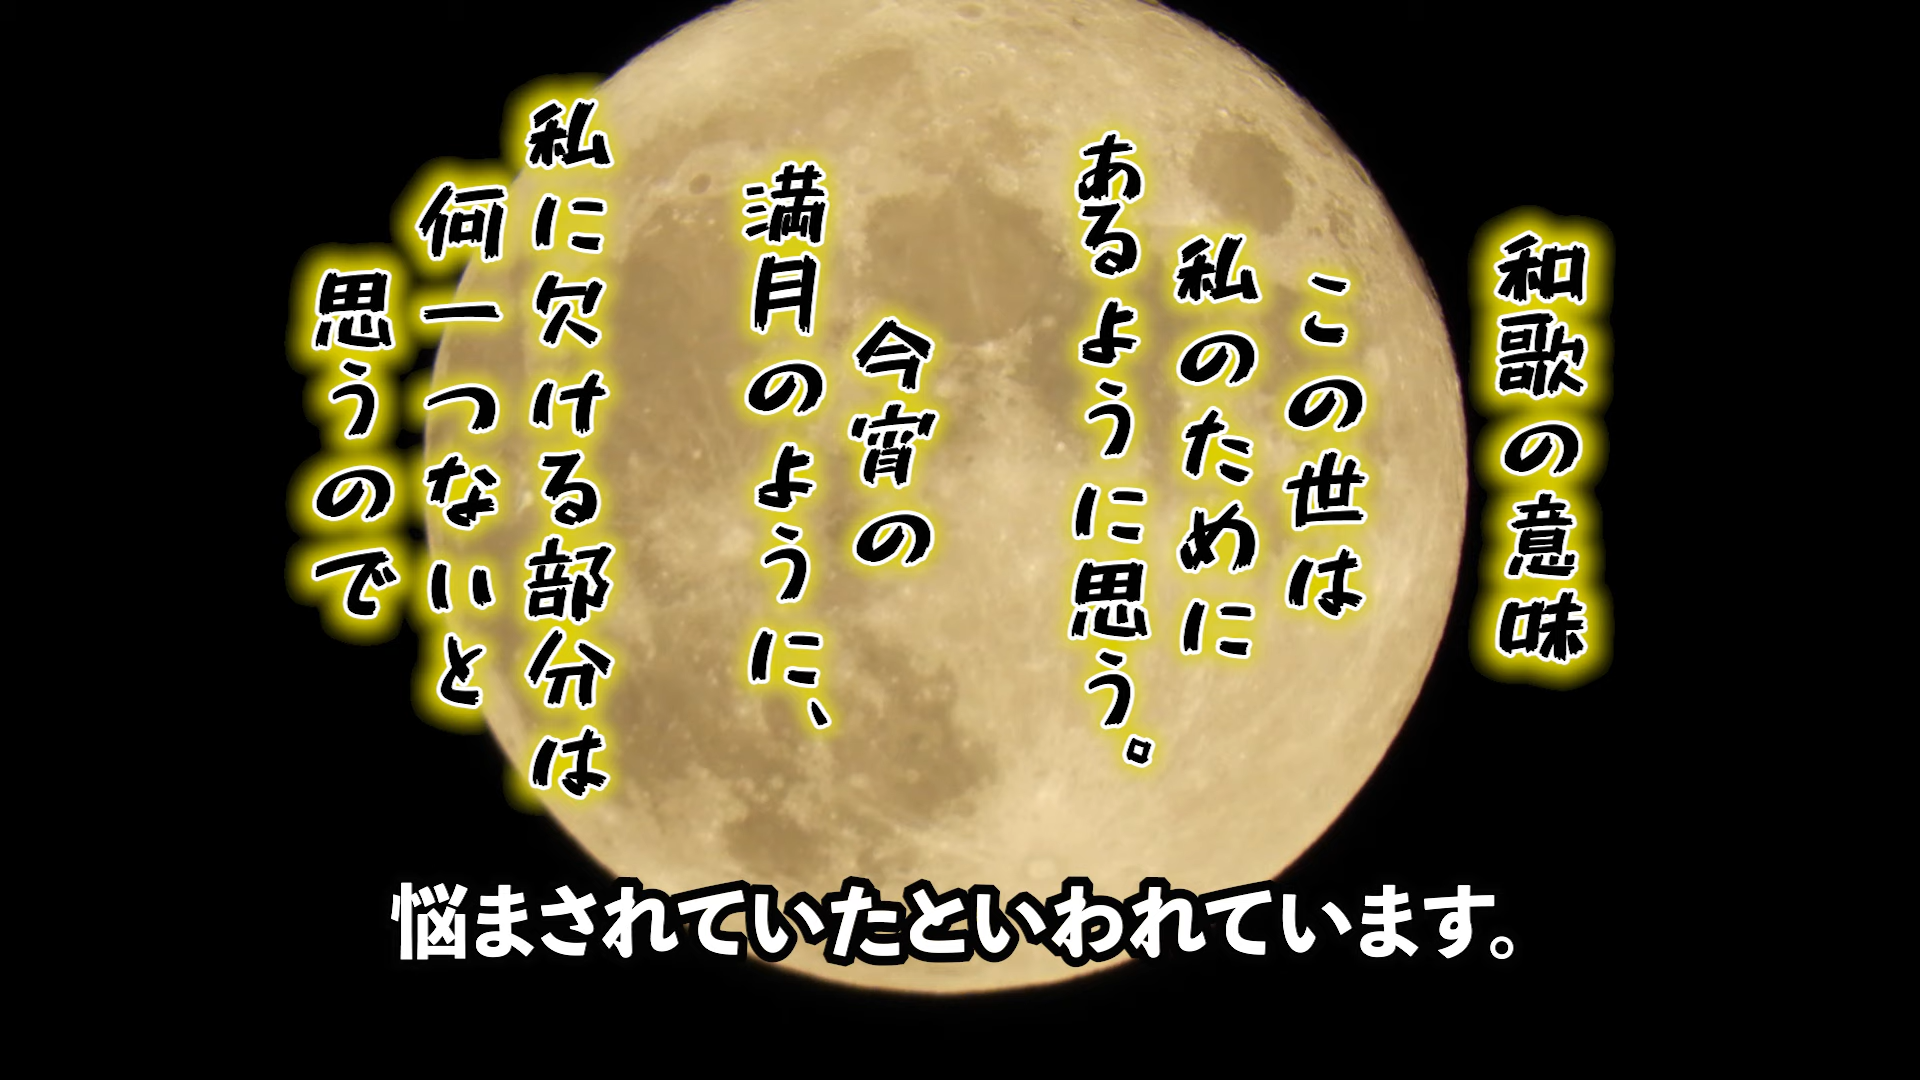 和歌の意味
この世は
私のために
あるように思う。
今宵の
満月のように、
私に欠ける部分は
何一つないと
思うので
悩まされていたといわれています。